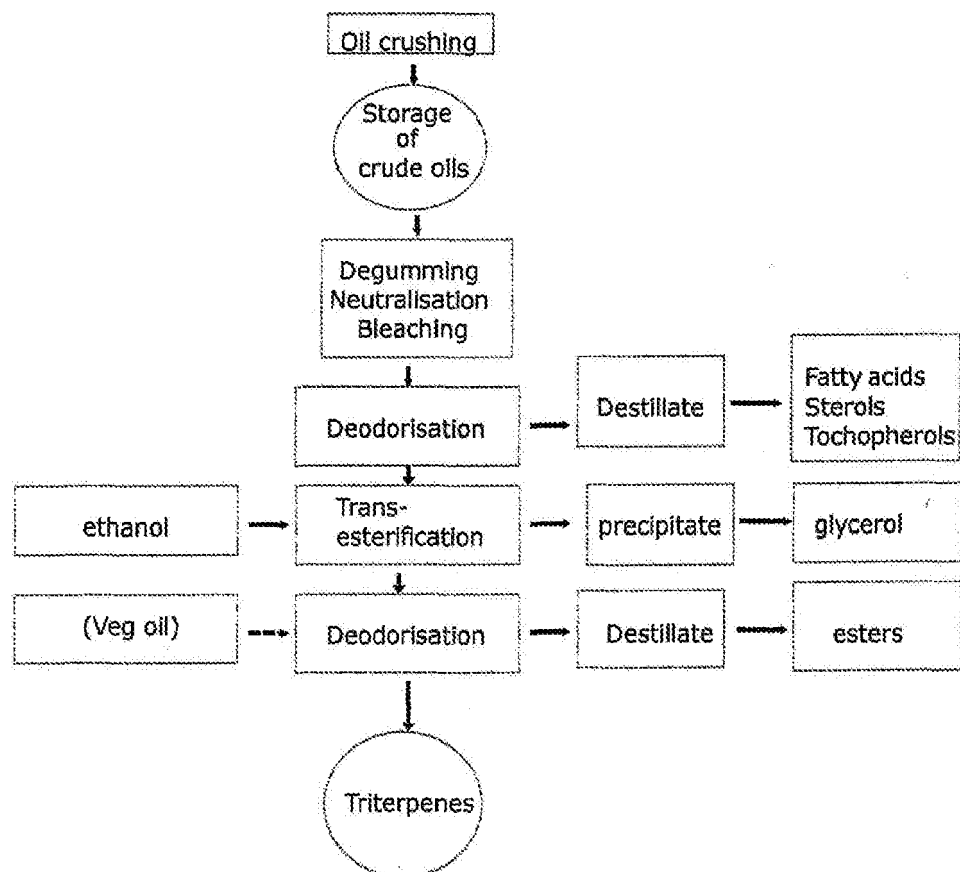 Oil crushing
Storage
of
crude oils
Degumming
Neutralisation
Bleaching
Deodorisation
Destillate
Fatty acids
Sterols
Tochopherols
ethanol
Trans-
esterification
precipitate
glycerol
(Veg oil)
Deodorisation
Destillate
esters
Triterpenes